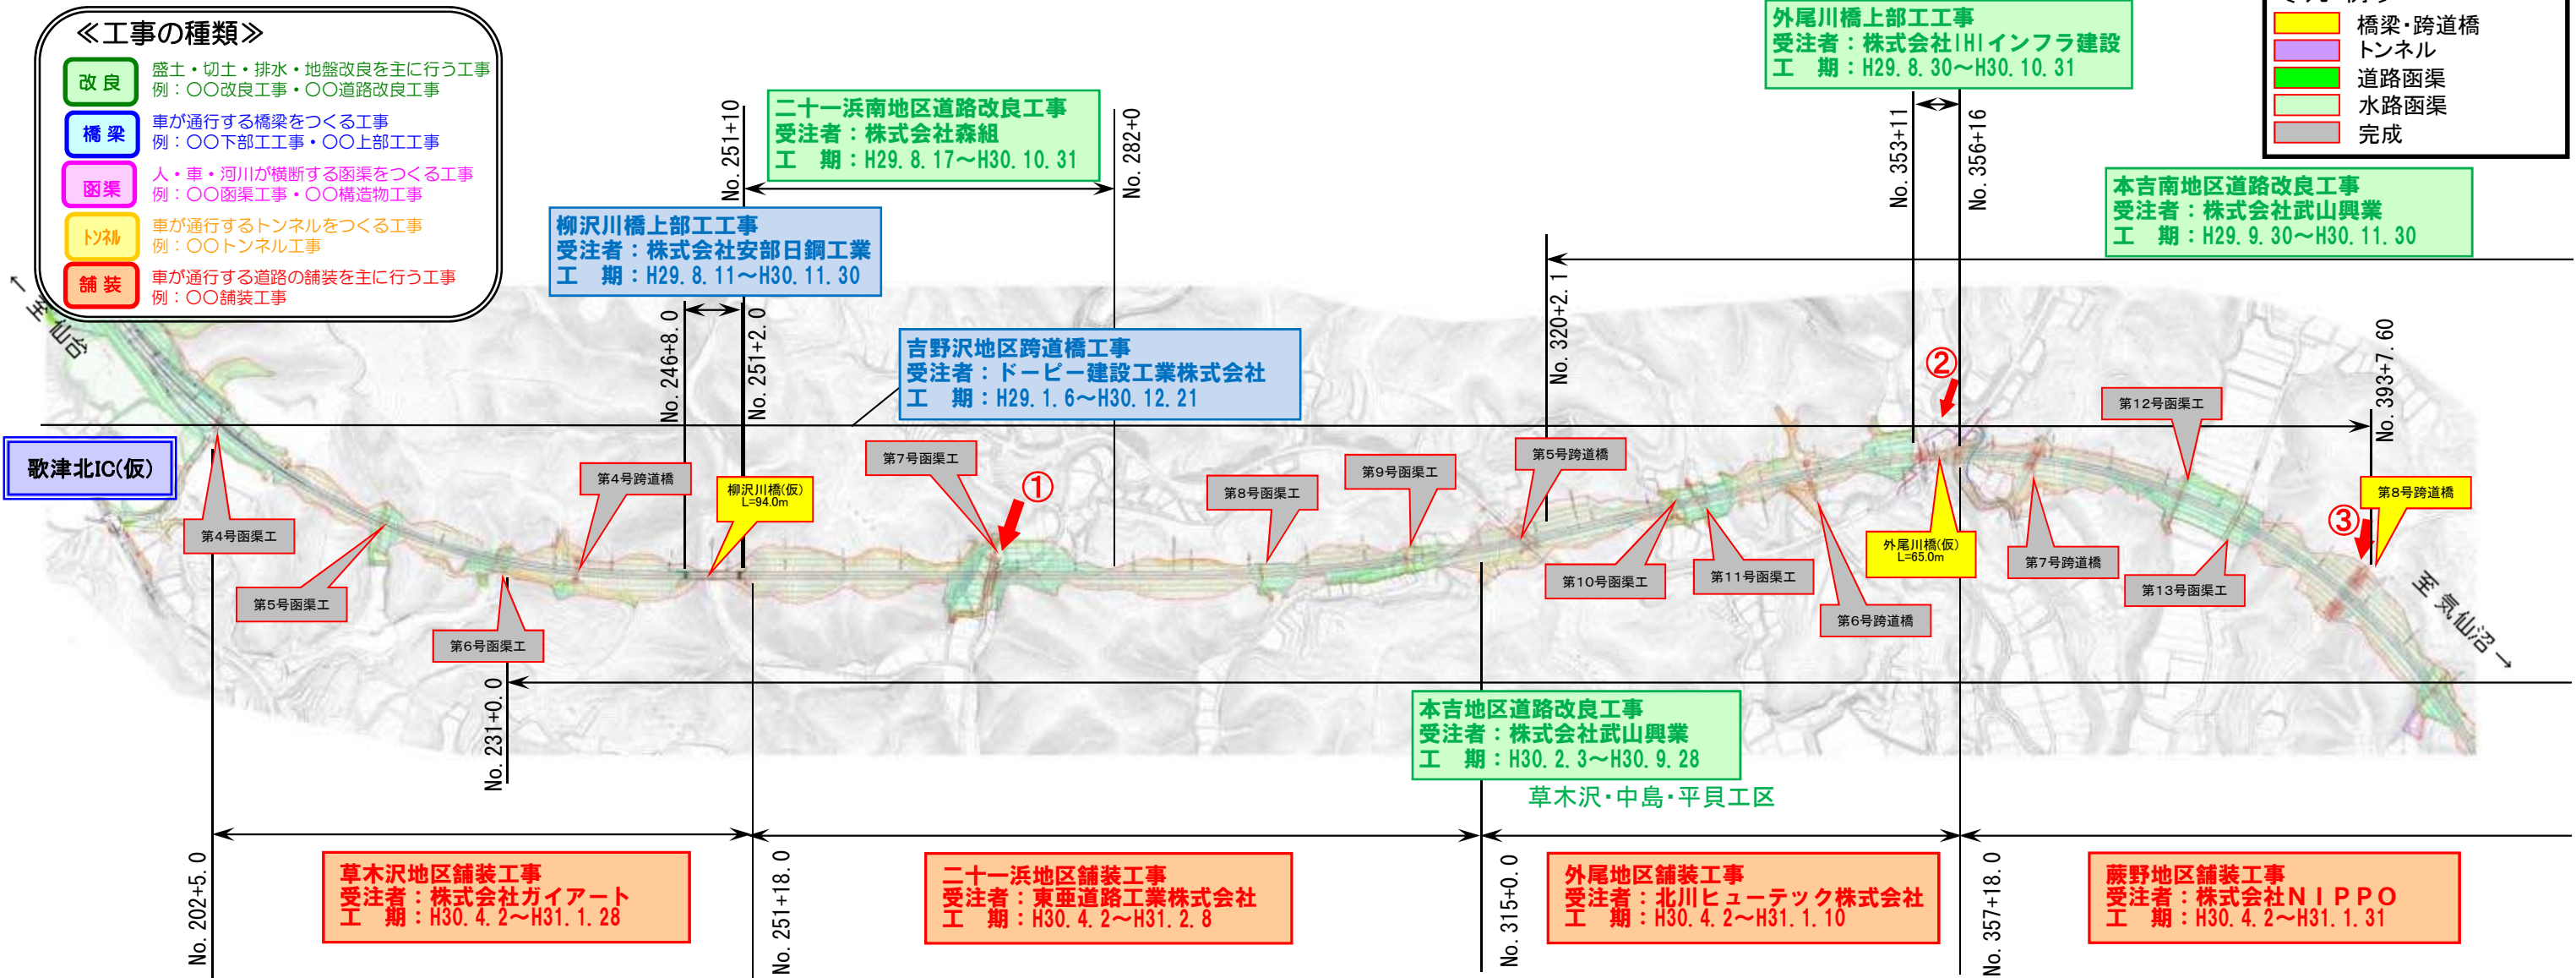 ≪工事の種類≫
改良
盛土・切土・排水・地盤改良を主に行う工事
例：〇〇改良工事・〇〇道路改良工事
橋梁
車が通行する橋梁をつくる工事
例：〇〇下部工工事・〇〇上部工工事
函渠
人・車・河川が横断する函渠をつくる工事
例：〇〇函渠工事・〇〇構造物工事
トンネル
車が通行するトンネルをつくる工事
例：〇〇トンネル工事
舗装
車が通行する道路の舗装を主に行う工事
例：〇〇舗装工事
橋梁・跨道橋
トンネル
道路函渠
水路函渠
完成
外尾川橋上部工工事
受注者：株式会社IHIインフラ建設
工　期：H29.8.30～H30.10.31
二十一浜南地区道路改良工事
受注者：株式会社森組
工　期：H29.8.17～H30.10.31
No.251+10
No.282+0
No.353+11
No.356+16
本吉南地区道路改良工事
受注者：株式会社武山興業
工　期：H29.9.30～H30.11.30
柳沢川橋上部工工事
受注者：株式会社安部日鋼工業
工　期：H29.8.11～H30.11.30
No.246+8.0
No.251+2.0
吉野沢地区跨道橋工事
受注者：ドーピー建設工業株式会社
工　期：H29.1.6～H30.12.21
No.320+2.1
No.393+7.60
←至 仙台
歌津北IC(仮)
第4号函渠工
第5号函渠工
第6号函渠工
第4号跨道橋
柳沢川橋(仮)
L=94.0m
第7号函渠工
①
第8号函渠工
第9号函渠工
第5号跨道橋
第10号函渠工
第11号函渠工
第6号跨道橋
②
外尾川橋(仮)
L=65.0m
第7号跨道橋
第12号函渠工
第13号函渠工
③
第8号跨道橋
至 気仙沼→
No.231+0.0
本吉地区道路改良工事
受注者：株式会社武山興業
工　期：H30.2.3～H30.9.28
草木沢・中島・平貝工区
No.202+5.0
草木沢地区舗装工事
受注者：株式会社ガイアート
工　期：H30.4.2～H31.1.28
No.251+18.0
二十一浜地区舗装工事
受注者：東亜道路工業株式会社
工　期：H30.4.2～H31.2.8
No.315+0.0
外尾地区舗装工事
受注者：北川ヒューテック株式会社
工　期：H30.4.2～H31.1.10
No.357+18.0
蕨野地区舗装工事
受注者：株式会社ＮＩＰＰＯ
工　期：H30.4.2～H31.1.31